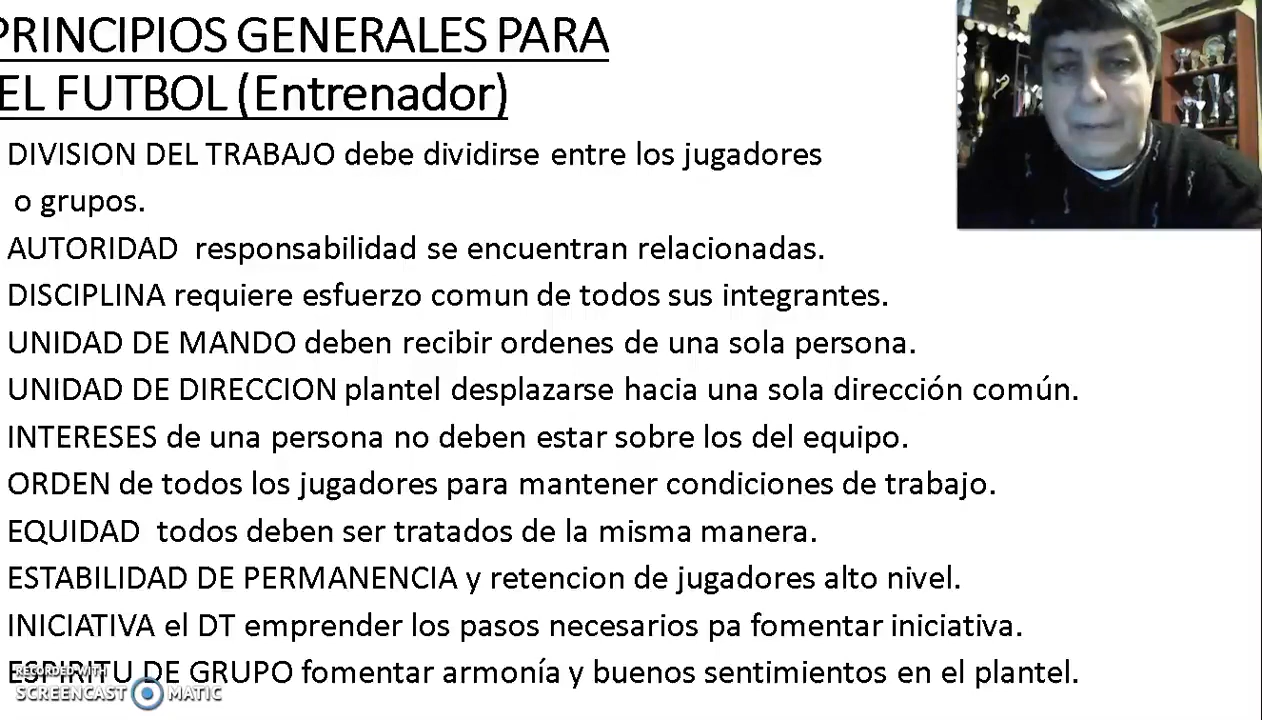 PRINCIPIOS GENERALES PARA
EL FUTBOL (Entrenador)
DIVISION DEL TRABAJO debe dividirse entre los jugadores
o grupos.
AUTORIDAD responsabilidad se encuentran relacionadas.
DISCIPLINA requiere esfuerzo comun de todos sus integrantes.
UNIDAD DE MANDO deben recibir ordenes de una sola persona.
UNIDAD DE DIRECCION plantel desplazarse hacia una sola dirección común.
INTERESES de una persona no deben estar sobre los del equipo.
ORDEN de todos los jugadores para mantener condiciones de trabajo.
EQUIDAD todos deben ser tratados de la misma manera.
ESTABILIDAD DE PERMANENCIA y retencion de jugadores alto nivel.
INICIATIVA el DT emprender los pasos necesarios pa fomentar iniciativa.
ESPIRITU DE GRUPO fomentar armonía y buenos sentimientos en el plantel.
RECORDED WITH
SCREENCAST MATIC